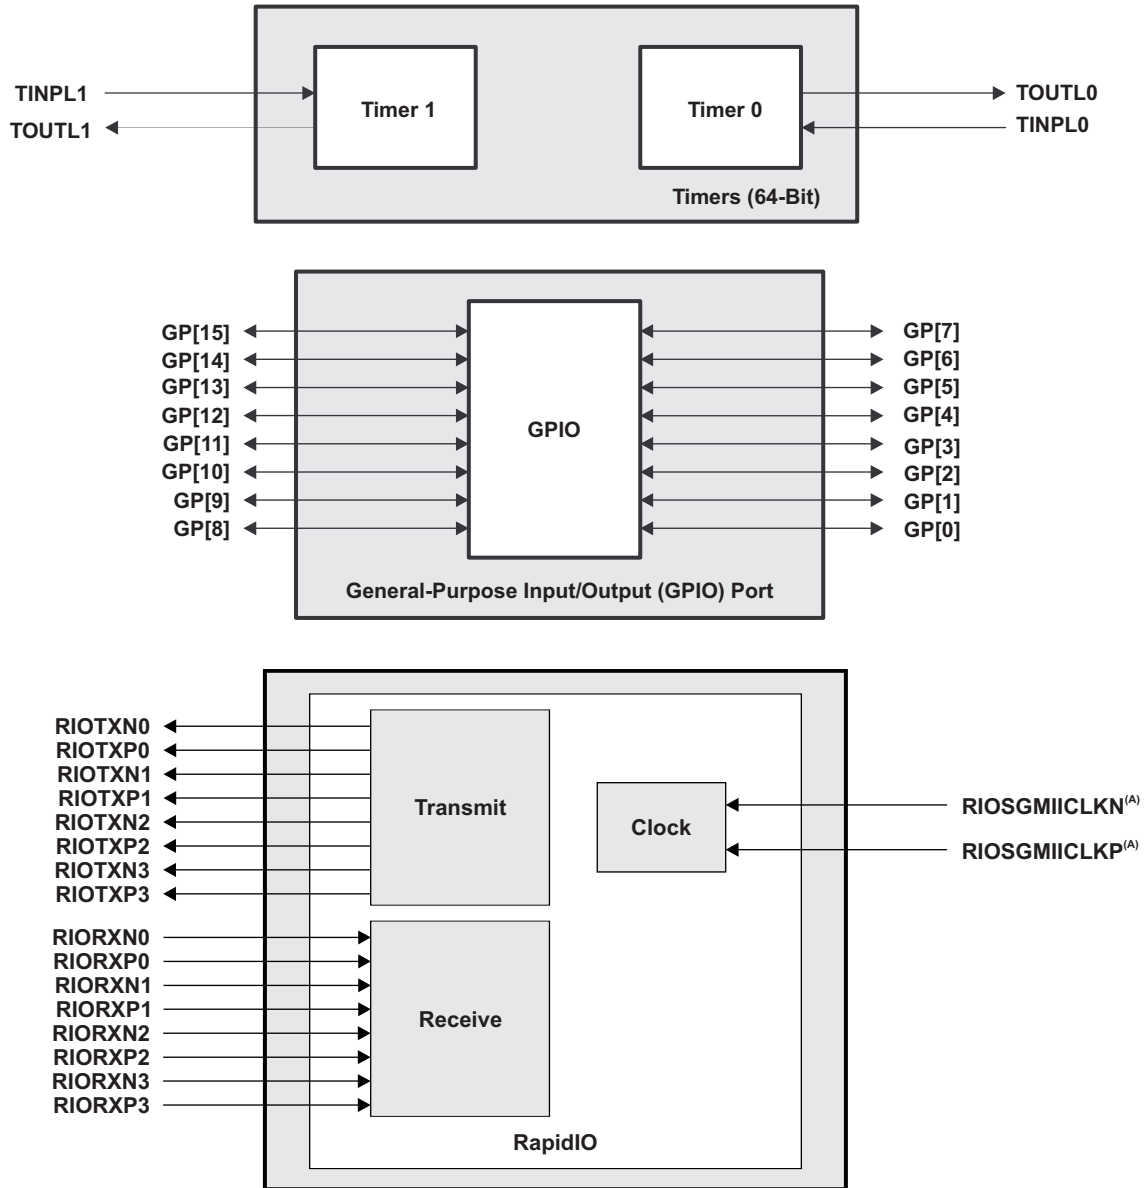 TINPL1
TOUTL1
Timer 1
Timer 0
TOUTL0
TINPL0
Timers (64-Bit)
GP[15]
GP[14]
GP[13]
GP[12]
GP[11]
GP[10]
GP[9]
GP[8]
GPIO
GP[7]
GP[6]
GP[5]
GP[4]
GP[3]
GP[2]
GP[1]
GP[0]
General-Purpose Input/Output (GPIO) Port
RIOTXN0
RIOTXP0
RIOTXN1
RIOTXP1
RIOTXN2
RIOTXP2
RIOTXN3
RIOTXP3
Transmit
Clock
RIOSGMIICLKN(A)
RIOSGMIICLKP(A)
RIORXN0
RIORXP0
RIORXN1
RIORXP1
RIORXN2
RIORXP2
RIORXN3
RIORXP3
Receive
RapidIO